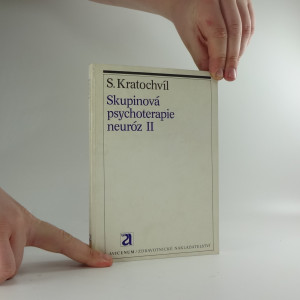 S. Kratochvíl
Skupinová
psychoterapie
neuróz II
AVICENUM / ZDRAVOTNICKÉ NAKLADATELSTVÍ